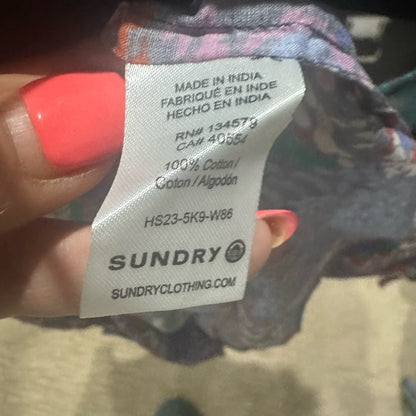 MADE IN INDIA
FABRIQUÉ EN INDE
HECHO EN INDIA
RN# 134579
CA# 40554
100% Cotton /
Coton / Algodón
HS23-5K9-W86
SUNDRY
SUNDRYCLOTHING.COM